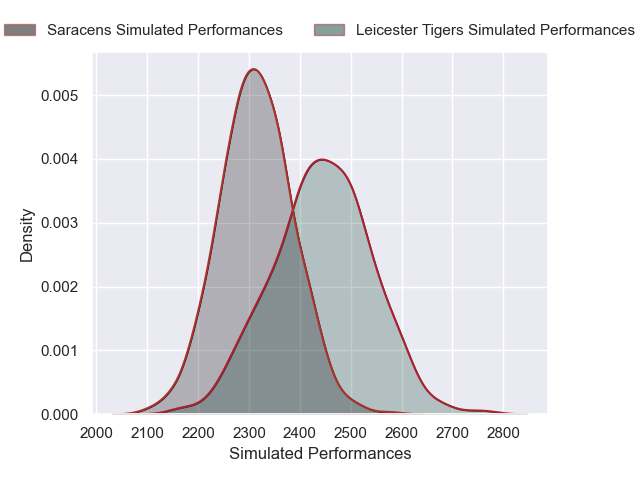 Saracens Simulated Performances
Leicester Tigers Simulated Performances
0.005
0.004
0.003
0.002
0.001
0.000
Density
2000 2100 2200 2300 2400 2500 2600 2700 2800
Simulated Performances